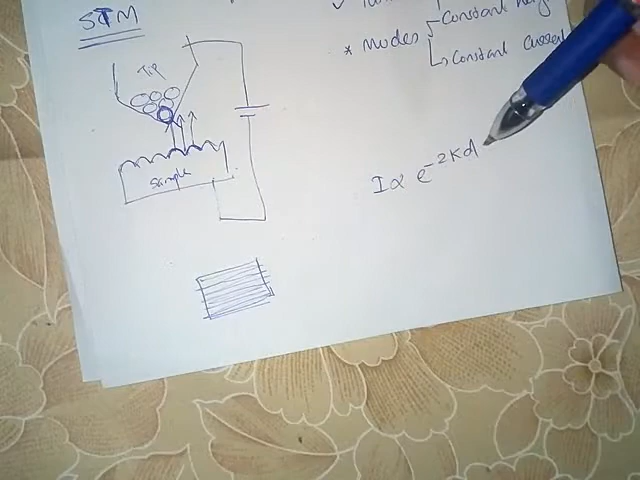 STM
Tip
* Modes
Constant
Constant Current
Sample
I ∝ e^-2Kd